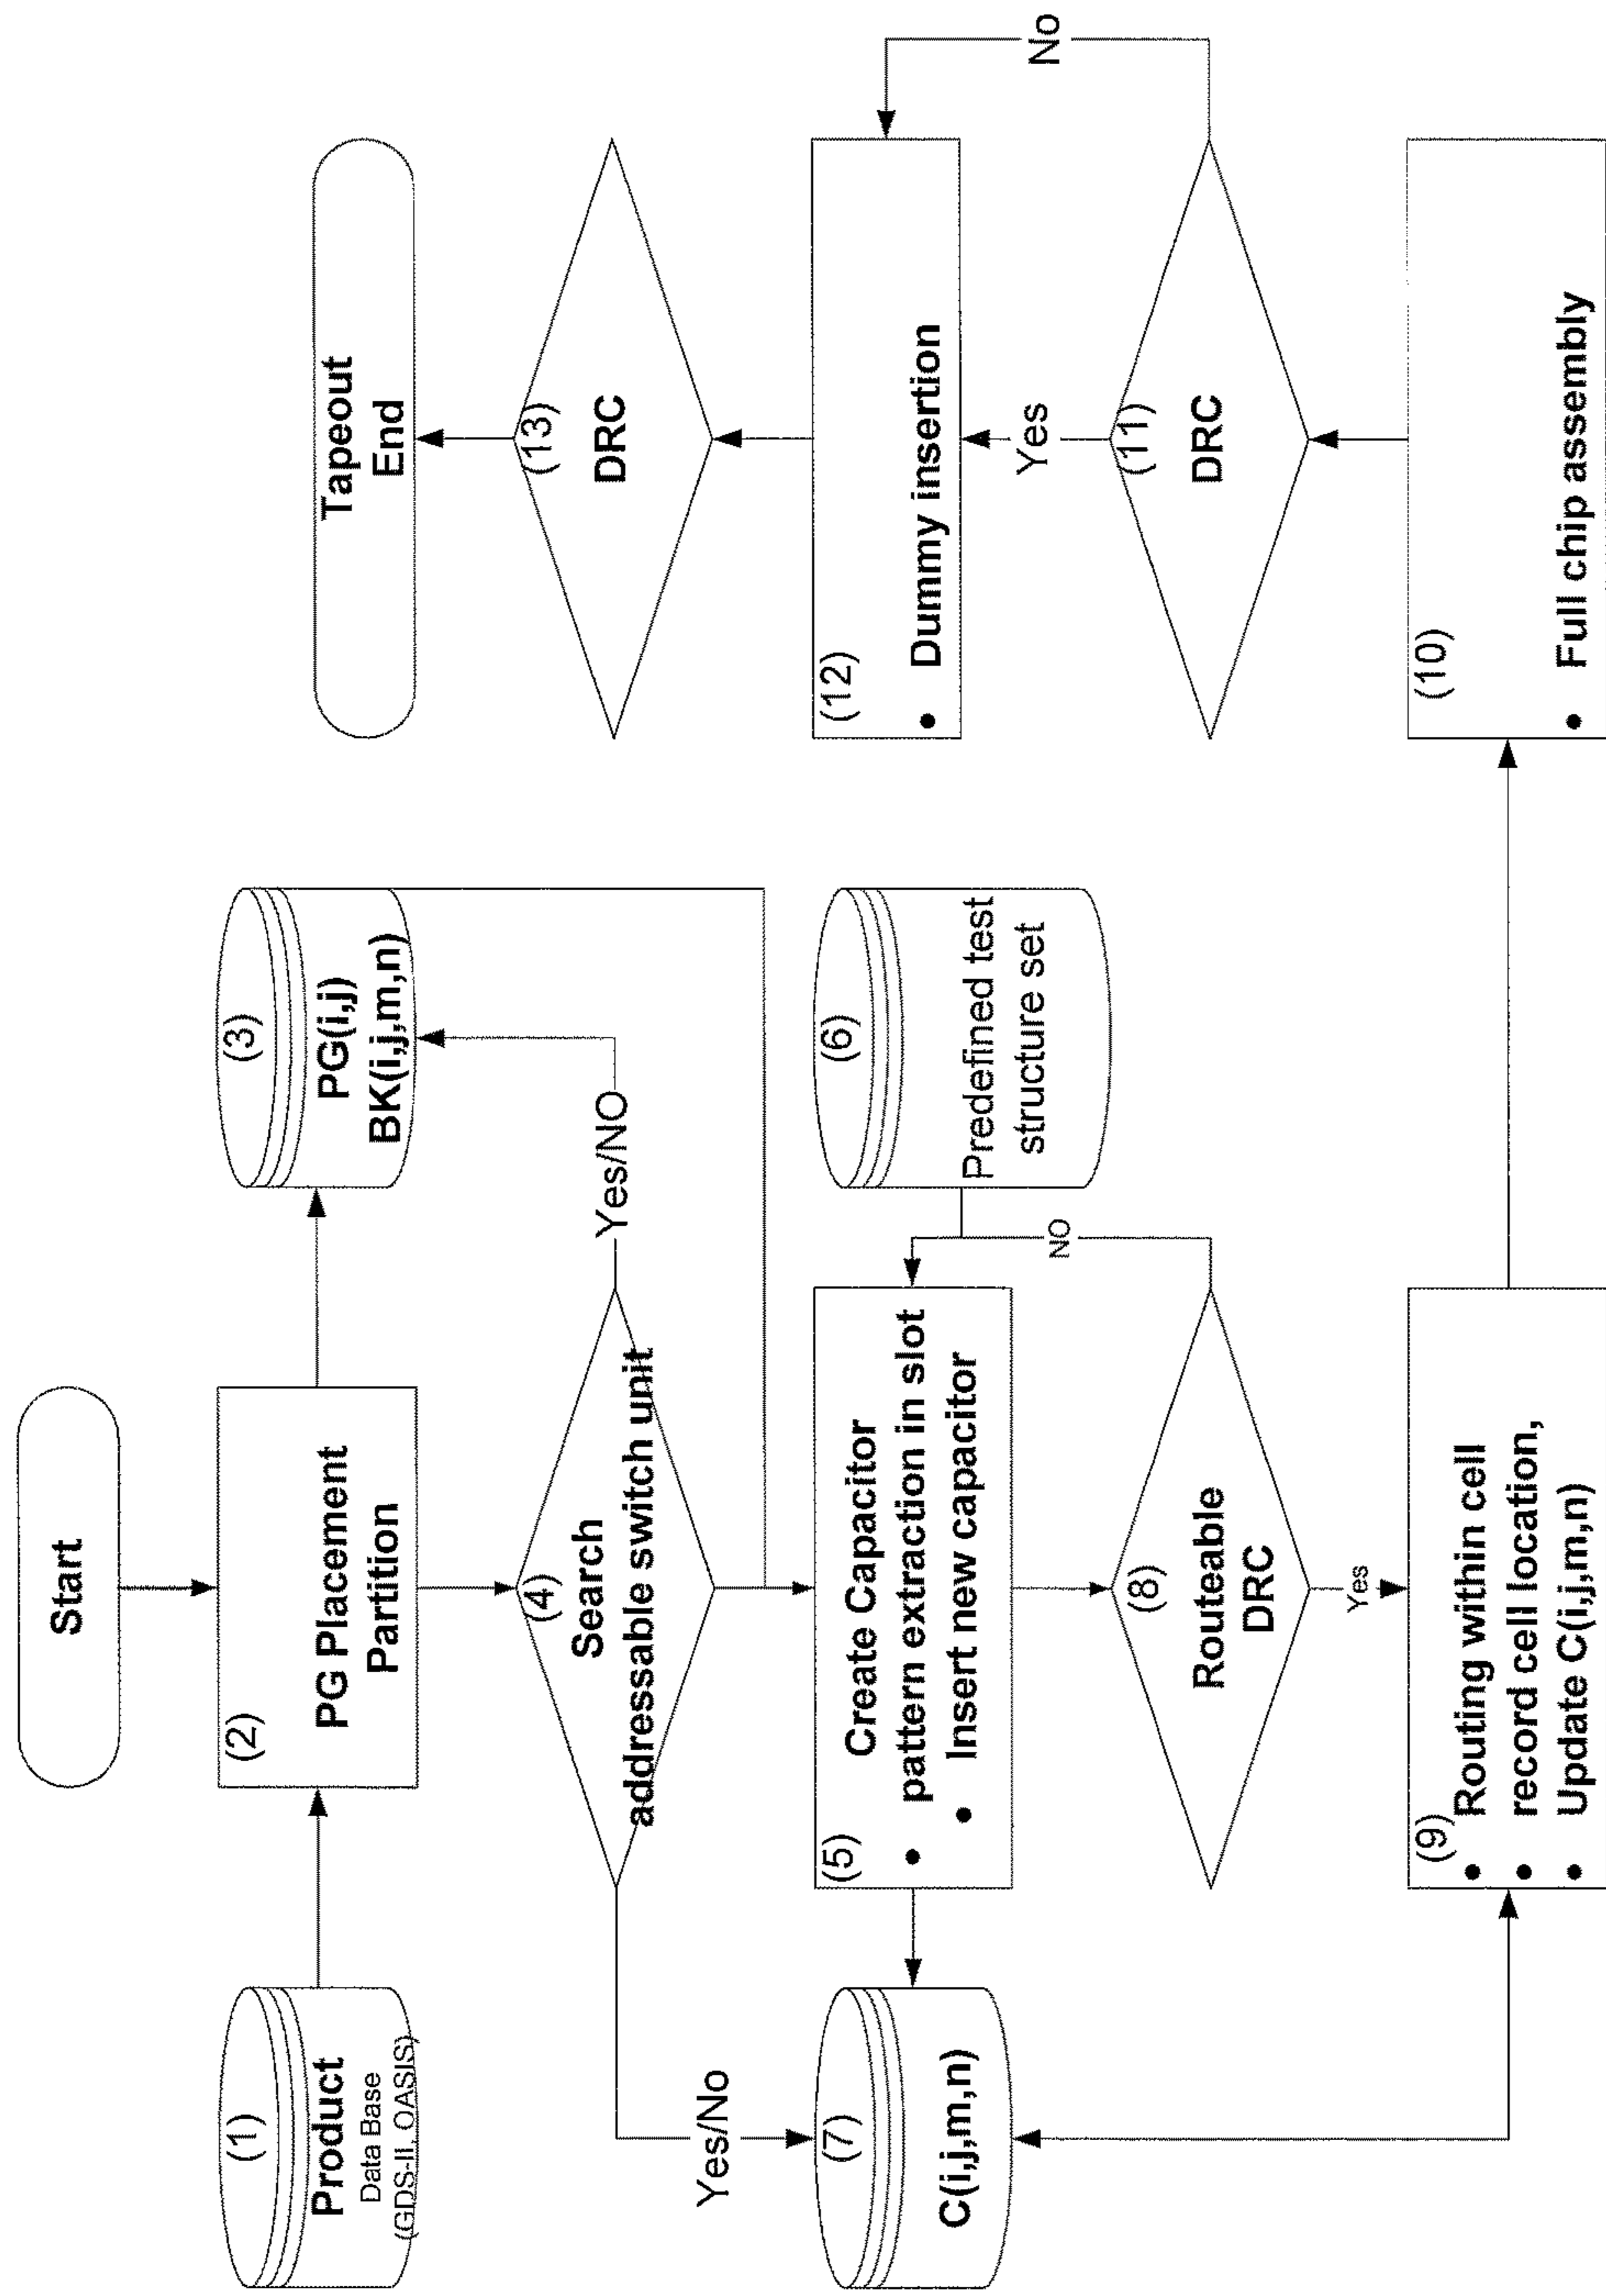 Start
(1)
Product
Data Base
(GDS-II, OASIS)
(2)
PG Placement
Partition
(3)
PG(i,j)
BK(i,j,m,n)
(4)
Search
addressable switch unit
Yes/NO
Yes/No
(5)
Create Capacitor
• pattern extraction in slot
• Insert new capacitor
(6)
Predefined test
structure set
(7)
C(i,j,m,n)
NO
(8)
Routeable
DRC
Yes
(9)
• Routing within cell
• record cell location,
• Update C(i,j,m,n)
Tapeout
End
(13)
DRC
(12)
• Dummy insertion
Yes
No
(11)
DRC
(10)
• Full chip assembly